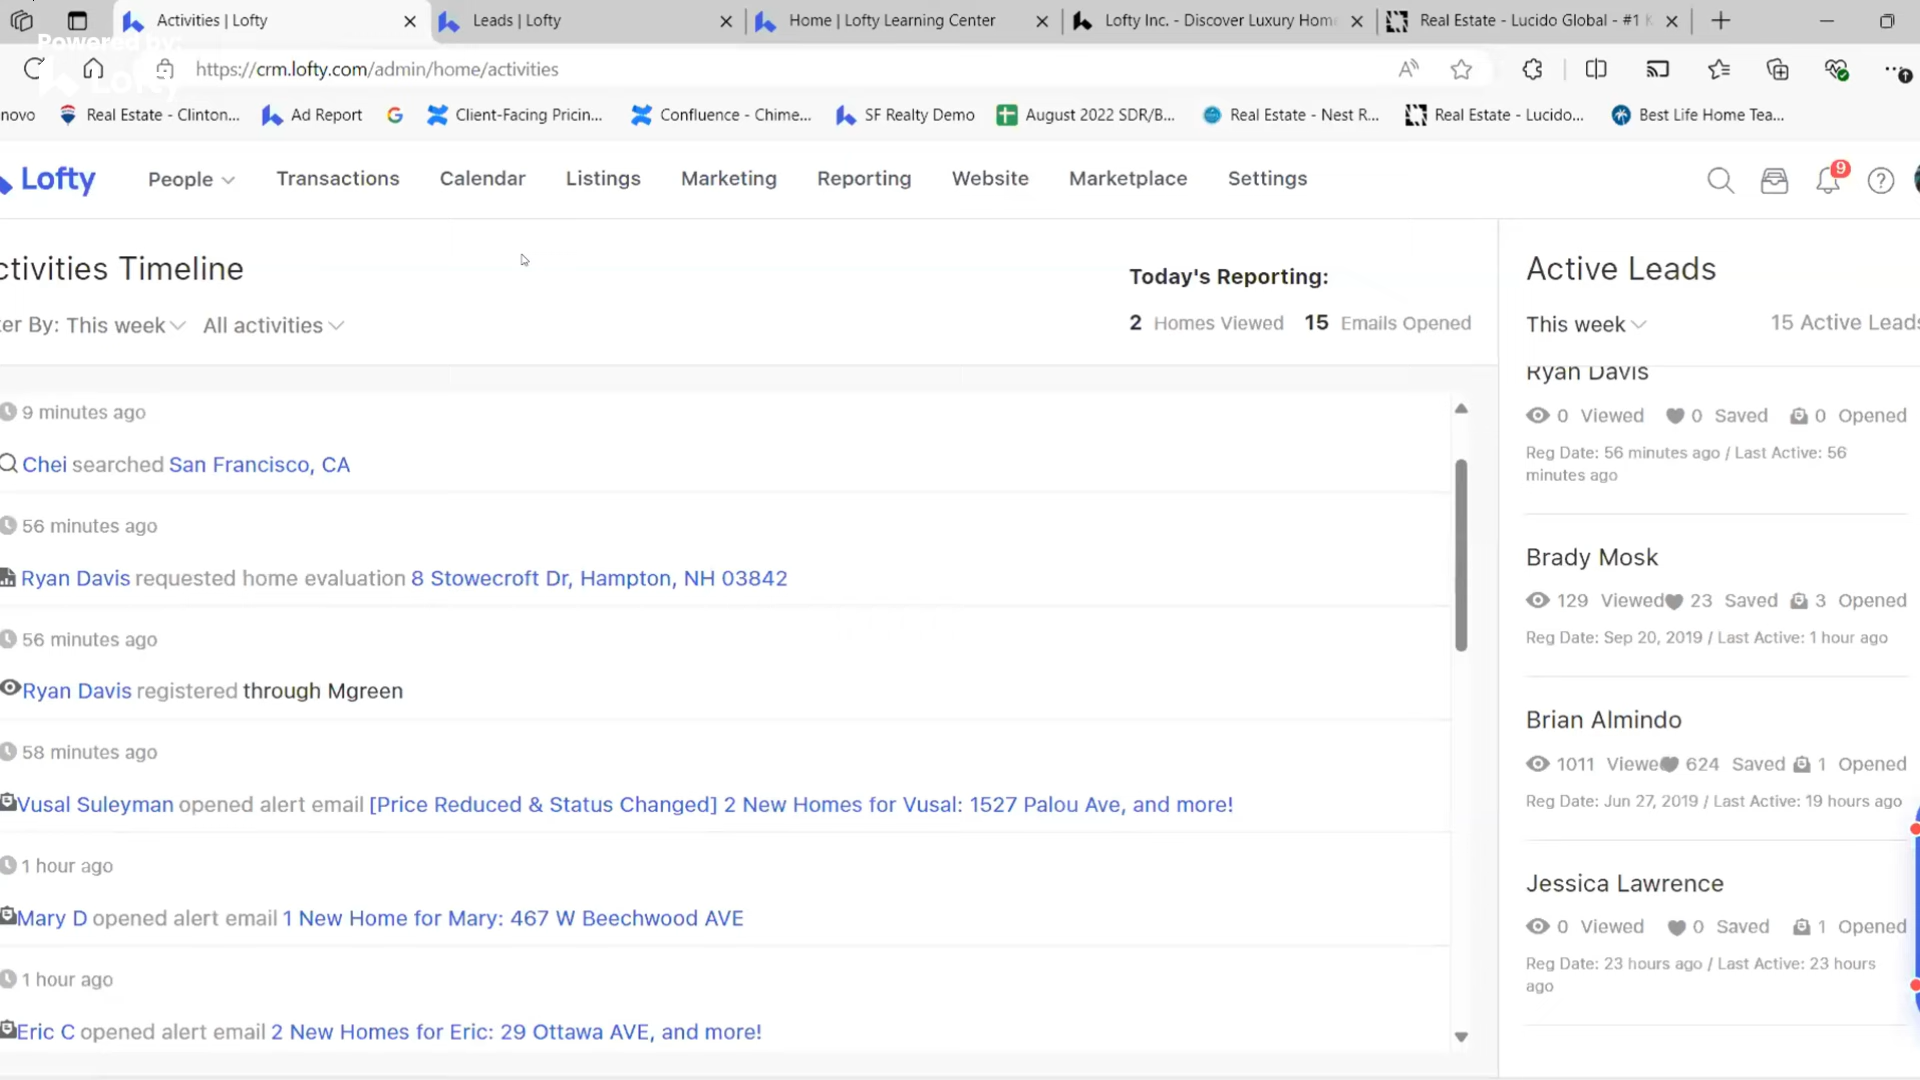 Activities | Lofty
Leads | Lofty
Home | Lofty Learning Center
Lofty Inc. - Discover Luxury Hom
Real Estate - Lucido Global - #1 K
Powered by:
Lofty
https://crm.lofty.com/admin/home/activities
novo
Real Estate - Clinton...
Ad Report
Client-Facing Pricin...
Confluence - Chime...
SF Realty Demo
August 2022 SDR/B...
Real Estate - Nest R...
Real Estate - Lucido...
Best Life Home Tea...
Lofty
People
Transactions
Calendar
Listings
Marketing
Reporting
Website
Marketplace
Settings
9
ctivities Timeline
er By: This week All activities
Today's Reporting:
2 Homes Viewed 15 Emails Opened
9 minutes ago
Chei searched San Francisco, CA
56 minutes ago
Ryan Davis requested home evaluation 8 Stowecroft Dr, Hampton, NH 03842
56 minutes ago
Ryan Davis registered through Mgreen
58 minutes ago
Vusal Suleyman opened alert email [Price Reduced & Status Changed] 2 New Homes for Vusal: 1527 Palou Ave, and more!
1 hour ago
Mary D opened alert email 1 New Home for Mary: 467 W Beechwood AVE
1 hour ago
Eric C opened alert email 2 New Homes for Eric: 29 Ottawa AVE, and more!
Active Leads
This week 15 Active Leads
Ryan Davis
0 Viewed 0 Saved 0 Opened
Reg Date: 56 minutes ago / Last Active: 56
minutes ago
Brady Mosk
129 Viewed 23 Saved 3 Opened
Reg Date: Sep 20, 2019 / Last Active: 1 hour ago
Brian Almindo
1011 Viewe 624 Saved 1 Opened
Reg Date: Jun 27, 2019 / Last Active: 19 hours ago
Jessica Lawrence
0 Viewed 0 Saved 1 Opened
Reg Date: 23 hours ago / Last Active: 23 hours
ago